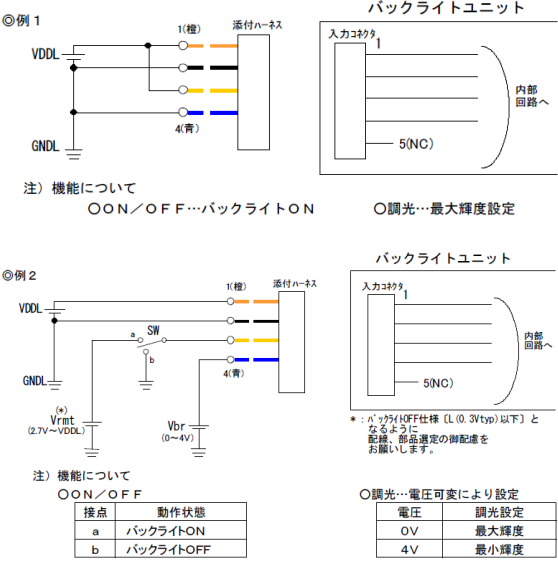 バックライトユニット
◎例1
1(橙)
添付ハーネス
入力コネクタ
1
VDDL
内部
回路へ
4(青)
5(NC)
GNDL
注）機能について
○ON／OFF…バックライトON
○調光…最大輝度設定
バックライトユニット
◎例2
1(橙)
添付ハーネス
入力コネクタ
1
VDDL
SW
a
b
内部
回路へ
4(青)
GNDL
5(NC)
(*)
Vrmt
(2.7V～VDDL)
Vbr
(0～4V)
*：バックライトOFF仕様〔L(0.3Vtyp)以下〕と
なるように
配線、部品選定の御配慮を
お願いします。
注）機能について
○ON／OFF
○調光…電圧可変により設定
接点 動作状態
a バックライトON
b バックライトOFF
電圧 調光設定
0V 最大輝度
4V 最小輝度